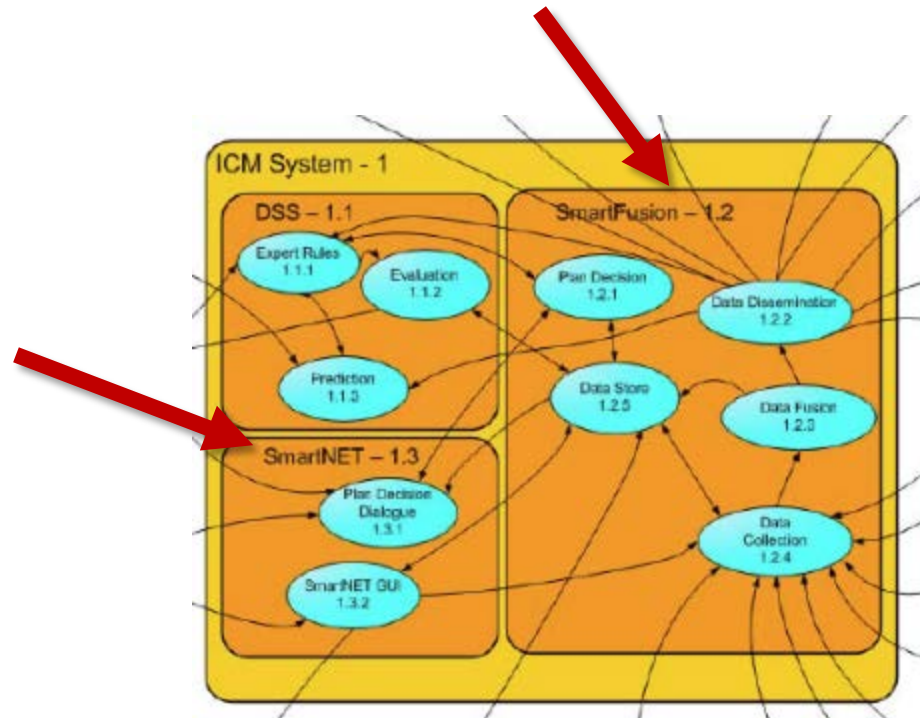 ICM System - 1
DSS – 1.1
Expert Rules
1.1.1
Evaluation
1.1.2
Prediction
1.1.3
SmartFusion – 1.2
Plan Decision
1.2.1
Data Dissemination
1.2.2
Data Store
1.2.5
Data Fusion
1.2.3
Data
Collection
1.2.4
SmartNET – 1.3
Plan Decision
Dialogue
1.3.1
SmartNET GUI
1.3.2